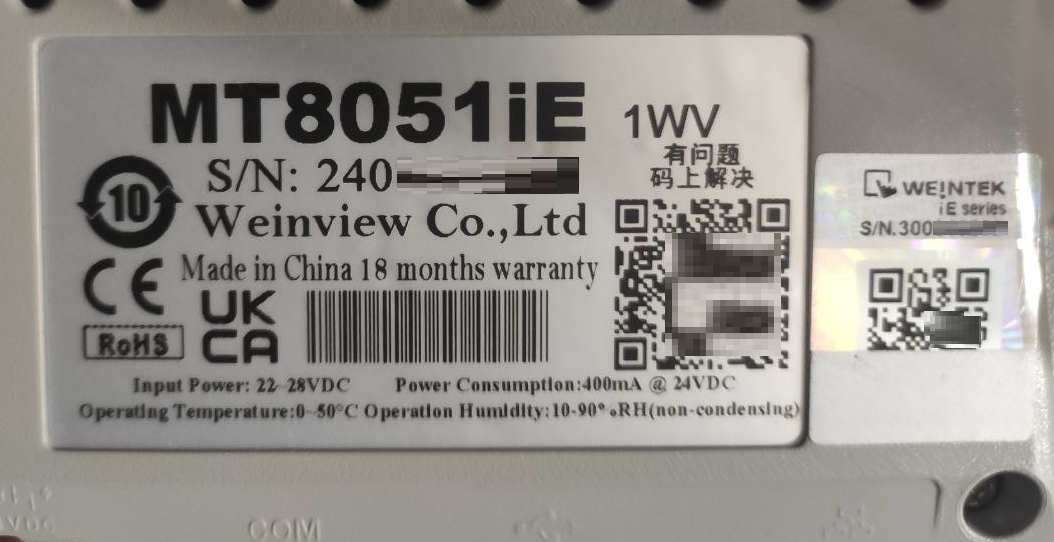 MT8051iE
1WV
有问题
码上解决
S/N: 240
10
Weinview Co.,Ltd
Made in China 18 months warranty
CE
UK
CA
RoHS
Input Power: 22~28VDC Power Consumption:400mA @ 24VDC
Operating Temperature:0~50°C Operation Humidity:10-90%RH(non-condensing)
WEINTEK
iE series
S/N.300
VDC
COM